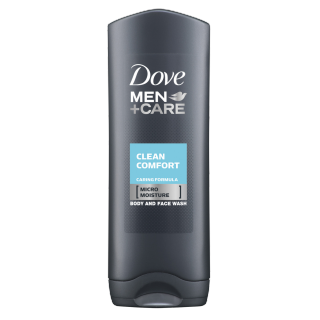 Dove
MEN
+CARE
CLEAN
COMFORT
CARING FORMULA
MICRO
MOISTURE
BODY AND FACE WASH